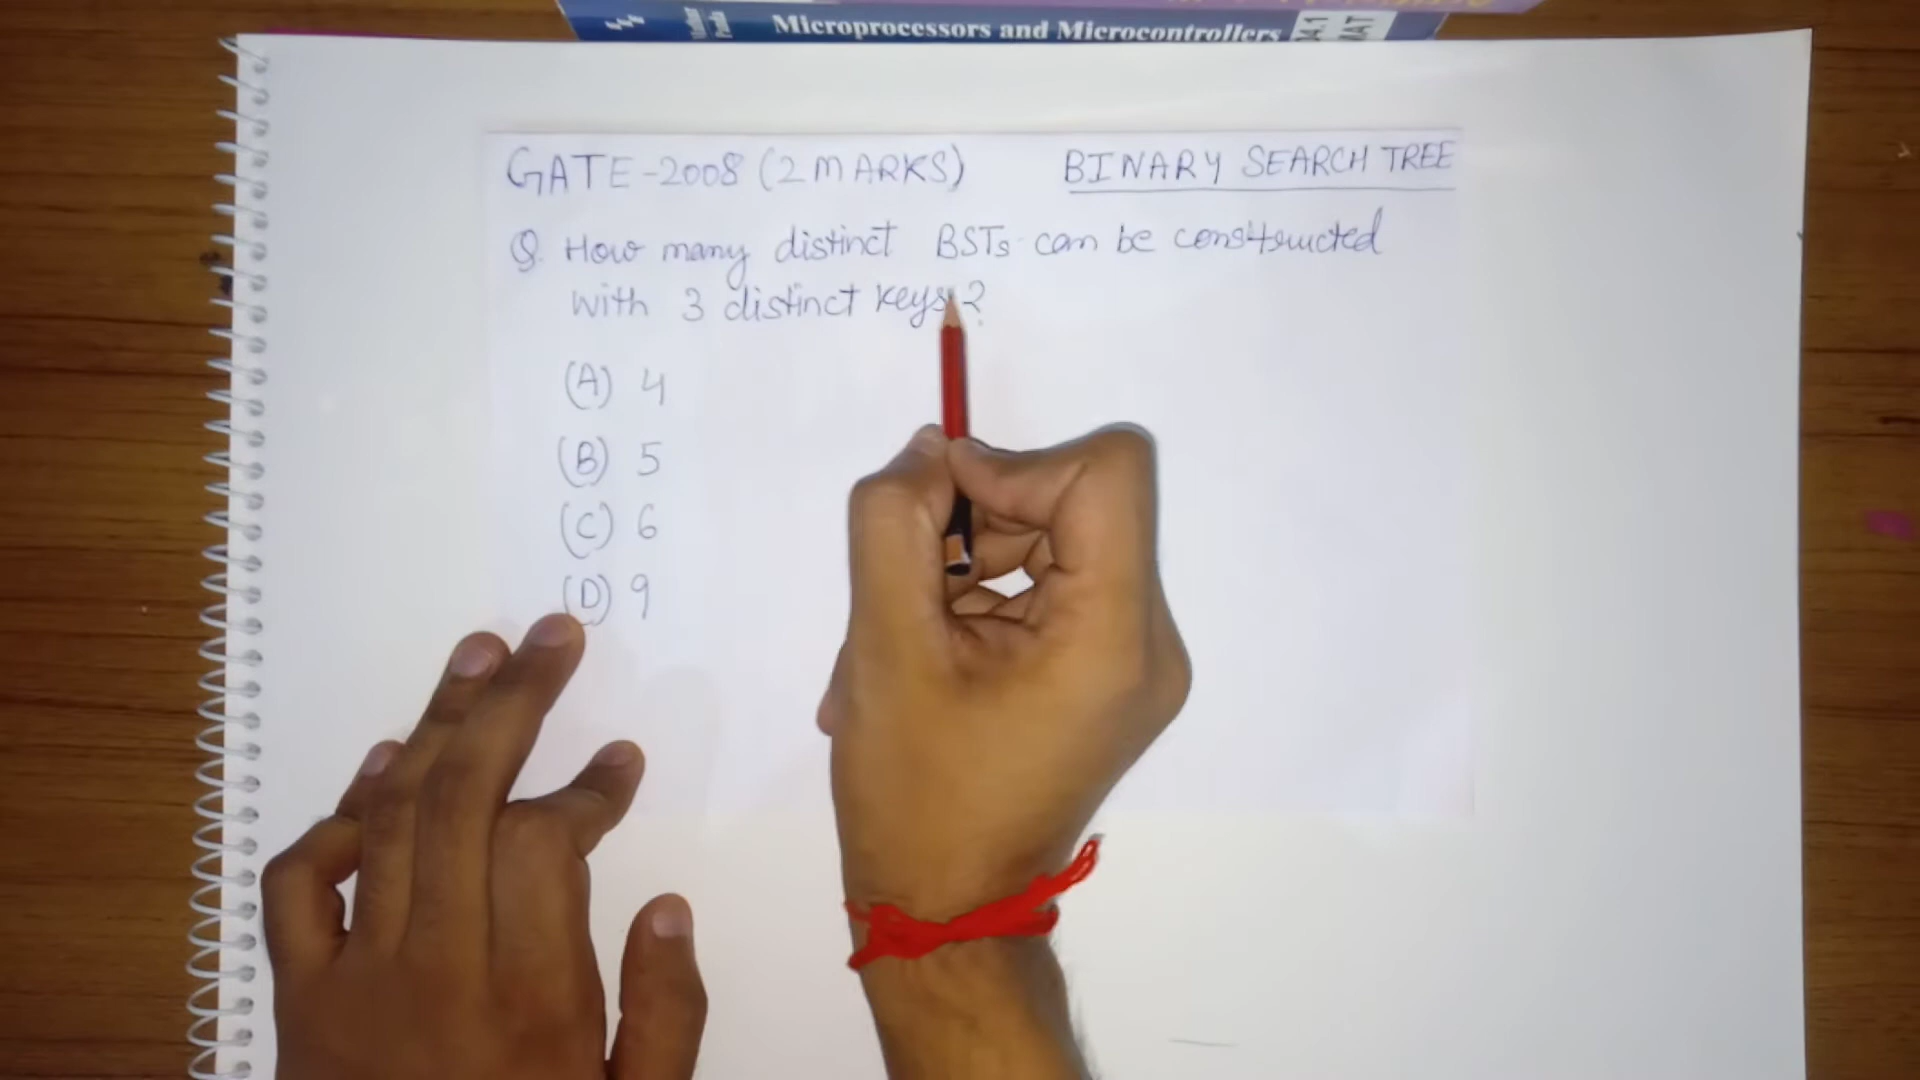 Microprocessors and Microcontrollers
GATE-2008 (2 MARKS) BINARY SEARCH TREE
Q. How many distinct BSTs can be constructed
with 3 distinct keys?
(A) 4
(B) 5
(C) 6
(D) 9